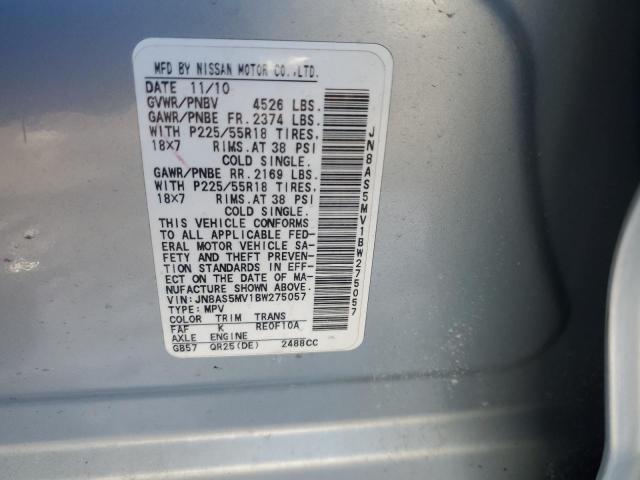 MFD BY NISSAN MOTOR CO.,LTD.
DATE 11/10
GVWR/PNBV 4526 LBS.
GAWR/PNBE FR. 2374 LBS.
WITH P225/55R18 TIRES.
18X7 RIMS.AT 38 PSI
COLD SINGLE.
GAWR/PNBE RR. 2169 LBS.
WITH P225/55R18 TIRES.
18X7 RIMS.AT 38 PSI
COLD SINGLE.
THIS VEHICLE CONFORMS
TO ALL APPLICABLE FED-
ERAL MOTOR VEHICLE SA-
FETY AND THEFT PREVEN-
TION STANDARDS IN EFF-
ECT ON THE DATE OF MA-
NUFACTURE SHOWN ABOVE.
VIN: JN8AS5MV1BW275057
TYPE: MPV
COLOR TRIM TRANS
FAF K RE0F10A
AXLE ENGINE
GB57 QR25(DE) 2488CC
JN8AS5MV1BW275057